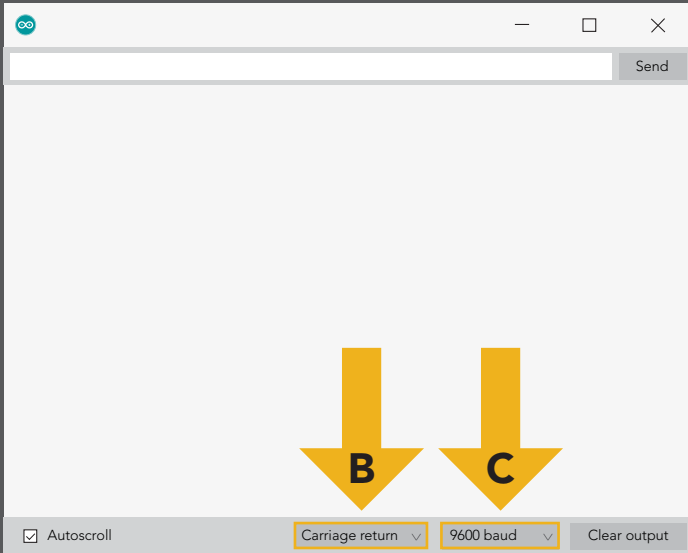 Send
B
C
Autoscroll
Carriage return
9600 baud
Clear output